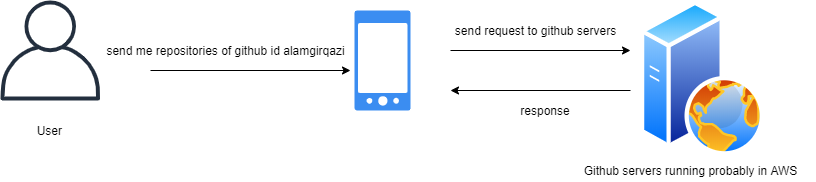 send me repositories of github id alamgirqazi
send request to github servers
response
User
Github servers running probably in AWS